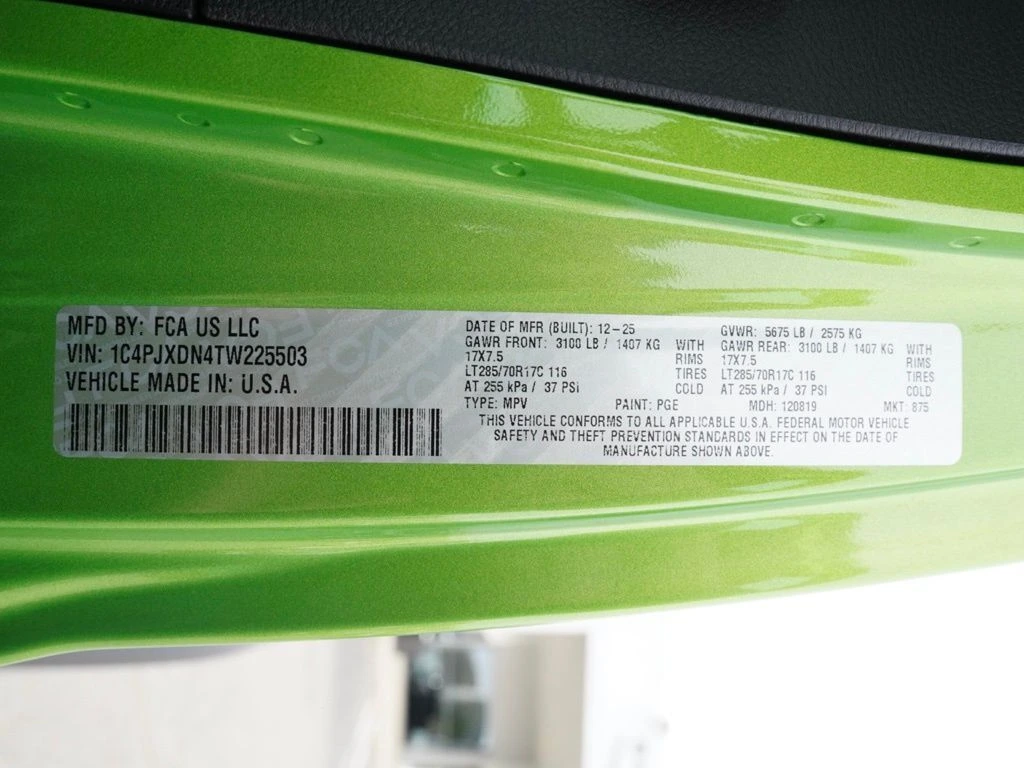 MFD BY: FCA US LLC
VIN: 1C4PJXDN4TW225503
VEHICLE MADE IN: U.S.A.
DATE OF MFR (BUILT): 12-25 GVWR: 5675 LB / 2575 KG
GAWR FRONT: 3100 LB / 1407 KG WITH GAWR REAR: 3100 LB / 1407 KG WITH
17X7.5 RIMS 17X7.5 RIMS
LT285/70R17C 116 TIRES LT285/70R17C 116 TIRES
AT 255 kPa / 37 PSI COLD AT 255 kPa / 37 PSI COLD
TYPE: MPV PAINT: PGE MDH: 120819 MKT: 875
THIS VEHICLE CONFORMS TO ALL APPLICABLE U.S.A. FEDERAL MOTOR VEHICLE
SAFETY AND THEFT PREVENTION STANDARDS IN EFFECT ON THE DATE OF
MANUFACTURE SHOWN ABOVE.